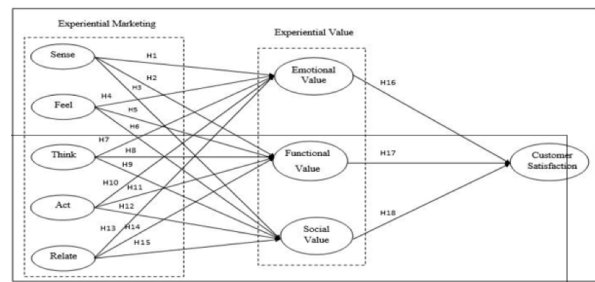 Experiential Marketing
Experiential Value
Sense
Feel
Think
Act
Relate
H1
H2
H3
H4
H5
H6
H7
H8
H9
H10
H11
H12
H13
H14
H15
Emotional
Value
Functional
Value
Social
Value
H16
H17
H18
Customer
Satisfaction